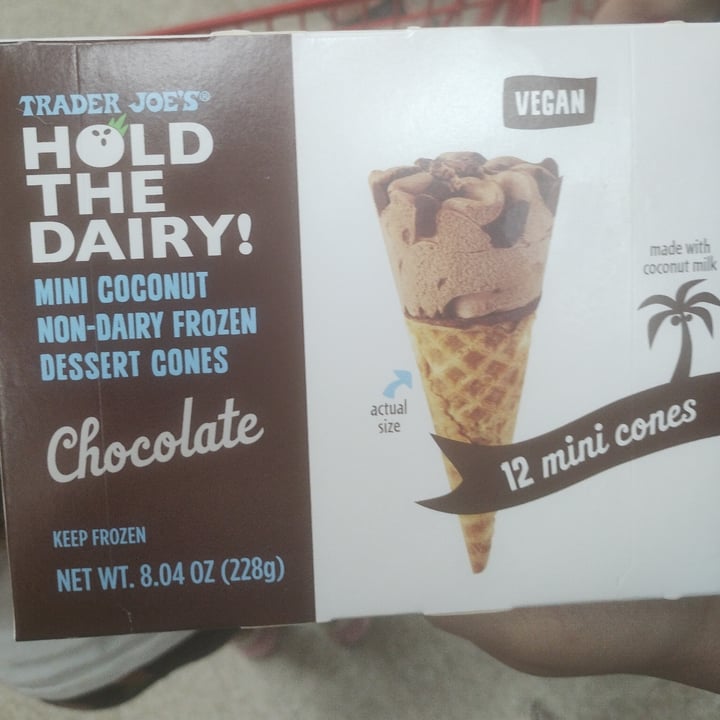 TRADER JOE'S®
HOLD
THE
DAIRY!
MINI COCONUT
NON-DAIRY FROZEN
DESSERT CONES
Chocolate
KEEP FROZEN
NET WT. 8.04 OZ (228g)
VEGAN
made with
coconut milk
actual
size
12 mini cones